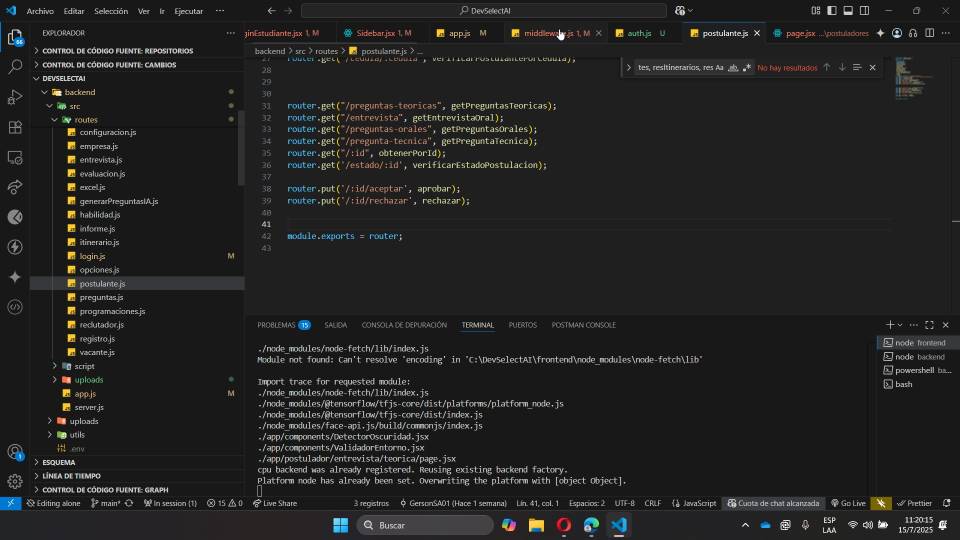 Archivo Editar Selección Ver Ir Ejecutar ··· DevSelectAI
EXPLORADOR
CONTROL DE CÓDIGO FUENTE: REPOSITORIOS
CONTROL DE CÓDIGO FUENTE: CAMBIOS
DEVSELECTAI
backend
src
routes
configuracion.js
empresa.js
entrevista.js
evaluacion.js
excel.js
generarPreguntasIA.js
habilidad.js
informe.js
itinerario.js
login.js M
opciones.js
postulante.js
preguntas.js
programaciones.js
reclutador.js
registro.js
vacante.js
script
uploads
app.js M
server.js
uploads
utils
.env
ESQUEMA
LÍNEA DE TIEMPO
CONTROL DE CÓDIGO FUENTE: GRAPH
ginEstudiante.jsx 1, M Sidebar.jsx 1, M app.js M middleware.js 1, M auth.js U postulante.js page.jsx ...\postuladores
backend > src > routes > postulante.js > ...
tes, resItinerarios, res Aa ab No hay resultados
27 router.get('/cedula/:cedula', verificarPostulantePorCedula);
28
29
30
31 router.get("/preguntas-teoricas", getPreguntasTeoricas);
32 router.get("/entrevista", getEntrevistaOral);
33 router.get("/preguntas-orales", getPreguntasOrales);
34 router.get("/pregunta-tecnica", getPreguntaTecnica);
35 router.get("/:id", obtenerPorId);
36 router.get('/estado/:id', verificarEstadoPostulacion);
37
38 router.put('/:id/aceptar', aprobar);
39 router.put('/:id/rechazar', rechazar);
40
41
42 module.exports = router;
43
PROBLEMAS 15 SALIDA CONSOLA DE DEPURACIÓN TERMINAL PUERTOS POSTMAN CONSOLE
./node_modules/node-fetch/lib/index.js
Module not found: Can't resolve 'encoding' in 'C:\DevSelectAI\frontend\node_modules\node-fetch\lib'
Import trace for requested module:
./node_modules/node-fetch/lib/index.js
./node_modules/@tensorflow/tfjs-core/dist/platforms/platform_node.js
./node_modules/@tensorflow/tfjs-core/dist/index.js
./node_modules/face-api.js/build/commonjs/index.js
./app/components/DetectorOscuridad.jsx
./app/components/ValidadorEntorno.jsx
./app/postulador/entrevista/teorica/page.jsx
cpu backend was already registered. Reusing existing backend factory.
Platform node has already been set. Overwriting the platform with [object Object].
node frontend
node backend
powershell ba...
bash
Editing alone main* In session (1) 15 0 Live Share 3 registros GersonSA01 (Hace 1 semana) Lín. 41, col. 1 Espacios: 2 UTF-8 CRLF JavaScript Cuota de chat alcanzada Go Live Prettier
Buscar
ESP
LAA
11:20:15
15/7/2025